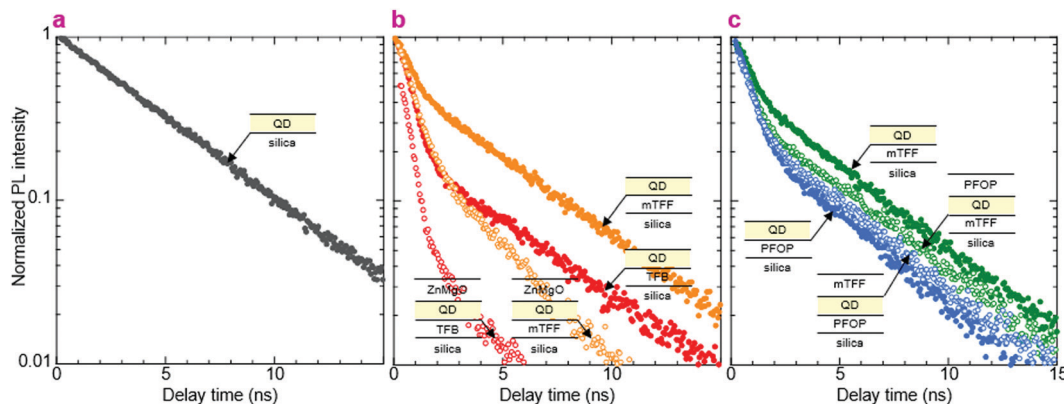 a
b
c
Normalized PL intensity
1
0.1
0.01
QD
silica
0
5
10
Delay time (ns)
QD
mTFF
silica
QD
TFB
silica
ZnMgO
QD
TFB
silica
ZnMgO
QD
mTFF
silica
0
5
10
Delay time (ns)
QD
mTFF
silica
PFOP
QD
mTFF
silica
QD
PFOP
silica
mTFF
QD
PFOP
silica
0
5
10
15
Delay time (ns)